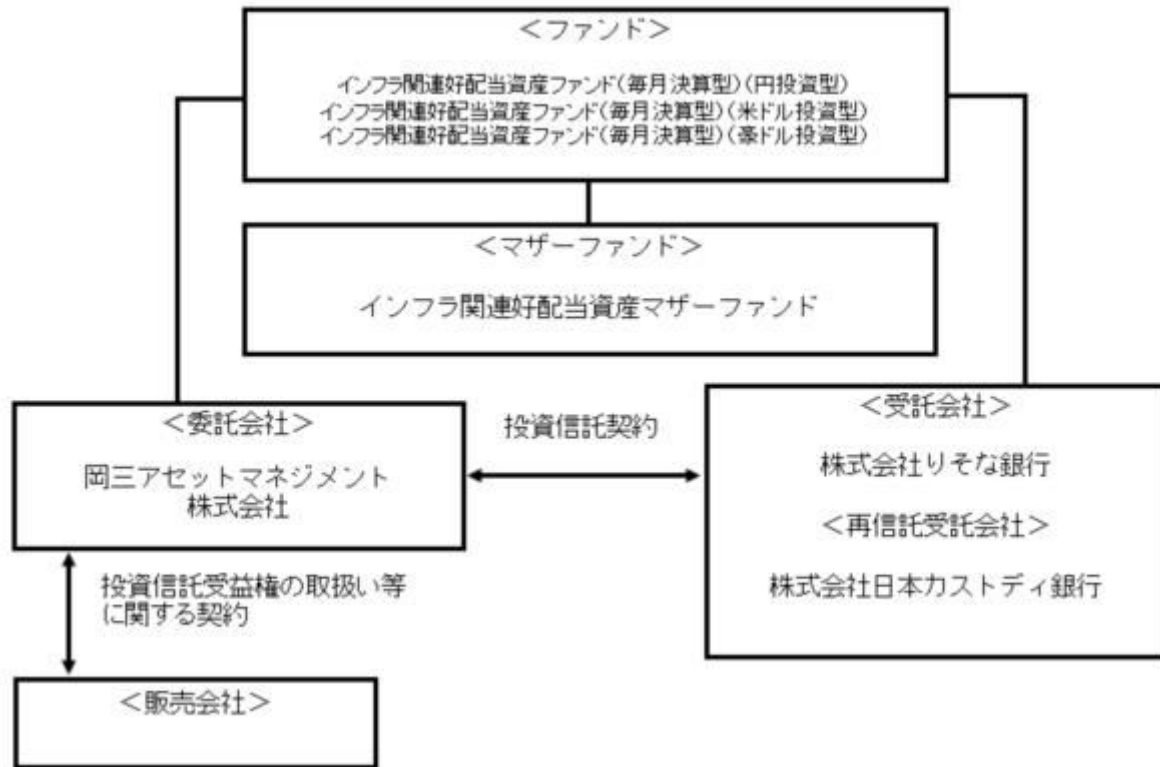 ＜ファンド＞
インフラ関連好配当資産ファンド（毎月決算型）（円投資型）
インフラ関連好配当資産ファンド（毎月決算型）（米ドル投資型）
インフラ関連好配当資産ファンド（毎月決算型）（豪ドル投資型）
＜マザーファンド＞
インフラ関連好配当資産マザーファンド
＜委託会社＞
岡三アセットマネジメント
株式会社
投資信託契約
＜受託会社＞
株式会社りそな銀行
＜再信託受託会社＞
株式会社日本カストディ銀行
投資信託受益権の取扱い等
に関する契約
＜販売会社＞